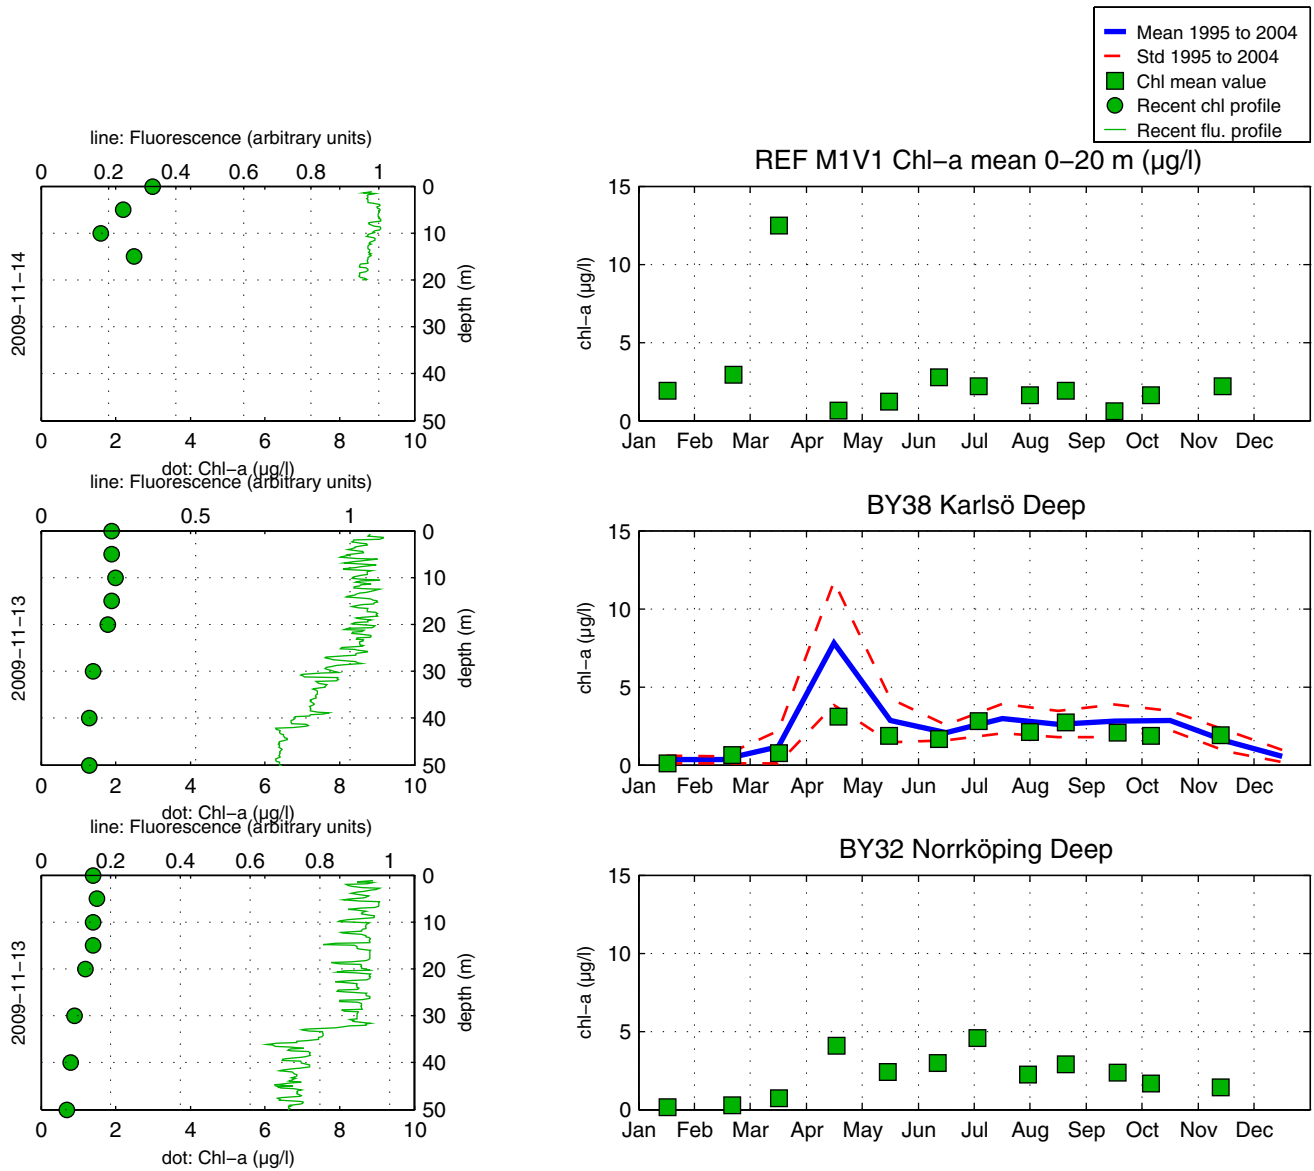 Mean 1995 to 2004
Std 1995 to 2004
Chl mean value
Recent chl profile
Recent flu. profile
line: Fluorescence (arbitrary units)
0 0.2 0.4 0.6 0.8 1
0
10
20
30
40
50
depth (m)
2009−11−14
0 2 4 6 8 10
dot: Chl−a (µg/l)
REF M1V1 Chl−a mean 0−20 m (µg/l)
15
10
5
0
chl−a (µg/l)
Jan Feb Mar Apr May Jun Jul Aug Sep Oct Nov Dec
line: Fluorescence (arbitrary units)
0 0.5 1
0
10
20
30
40
50
depth (m)
2009−11−13
0 2 4 6 8 10
dot: Chl−a (µg/l)
BY38 Karlsö Deep
15
10
5
0
chl−a (µg/l)
Jan Feb Mar Apr May Jun Jul Aug Sep Oct Nov Dec
line: Fluorescence (arbitrary units)
0 0.2 0.4 0.6 0.8 1
0
10
20
30
40
50
depth (m)
2009−11−13
0 2 4 6 8 10
dot: Chl−a (µg/l)
BY32 Norrköping Deep
15
10
5
0
chl−a (µg/l)
Jan Feb Mar Apr May Jun Jul Aug Sep Oct Nov Dec